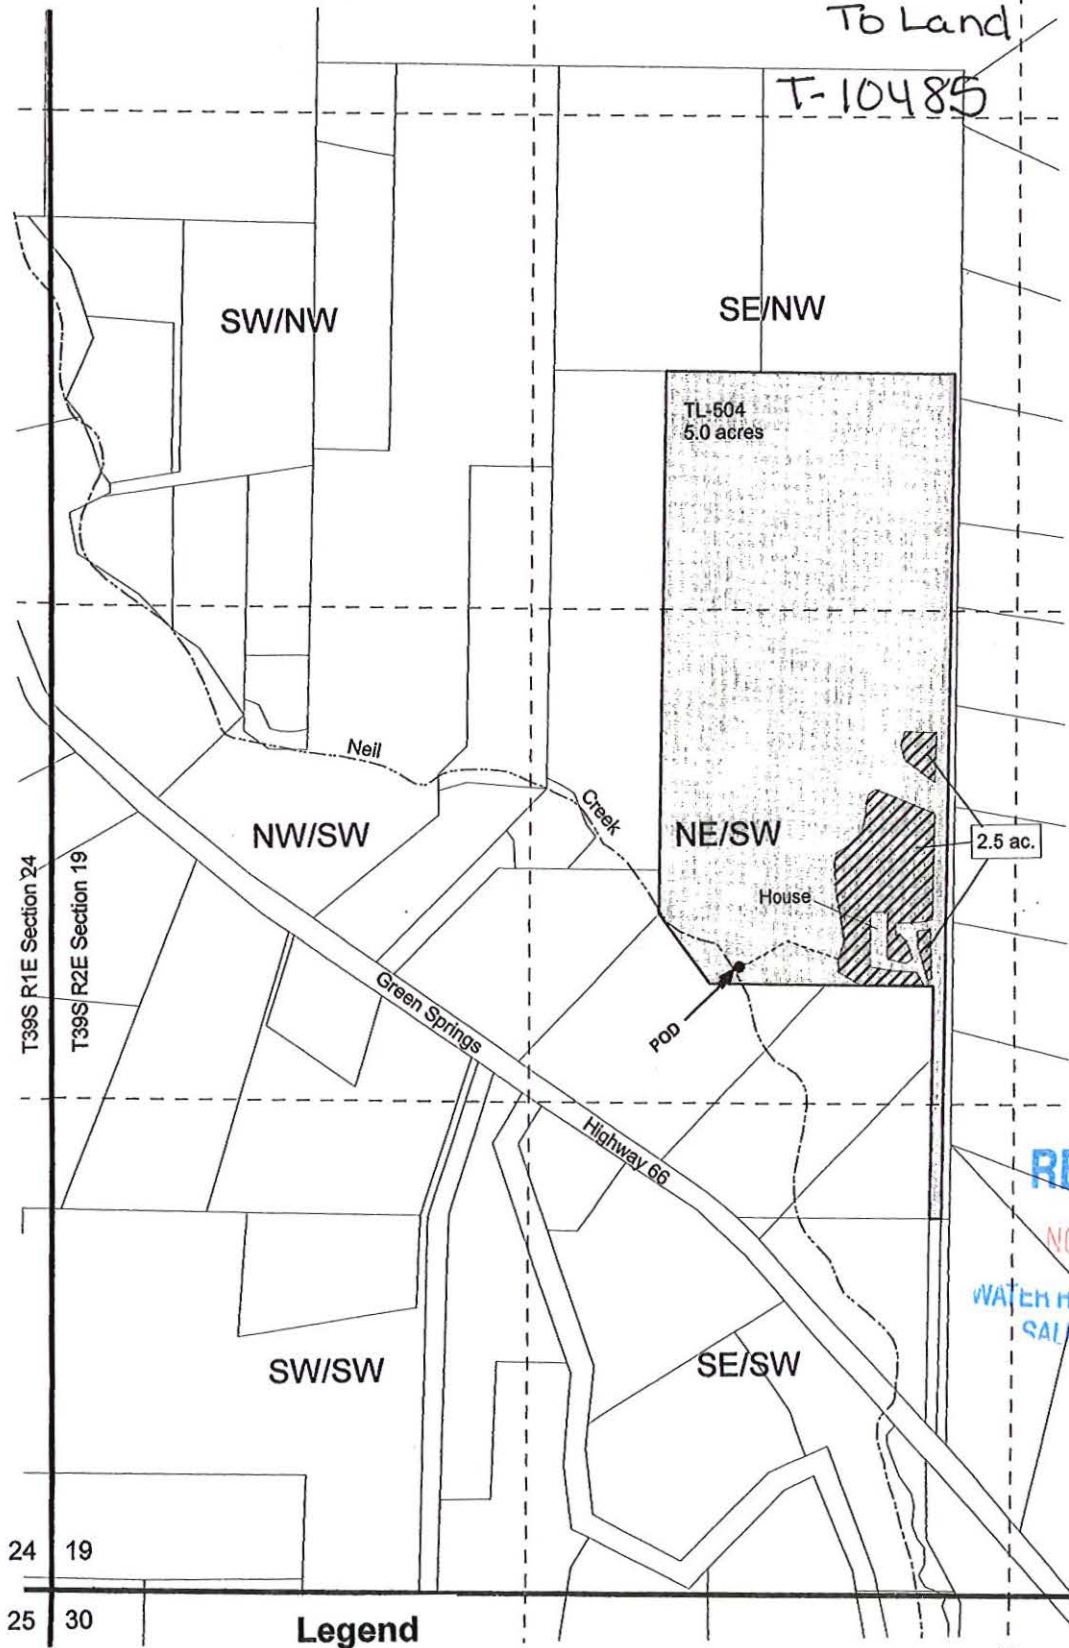 To Land
T-10485
SW/NW
SE/NW
TL-504
5.0 acres
Neil
Creek
NW/SW
NE/SW
2.5 ac.
House
T39S R1E Section 24
T39S R2E Section 19
Green Springs
POD
Highway 66
WATER
SW/SW
SE/SW
24
19
25
30
Legend